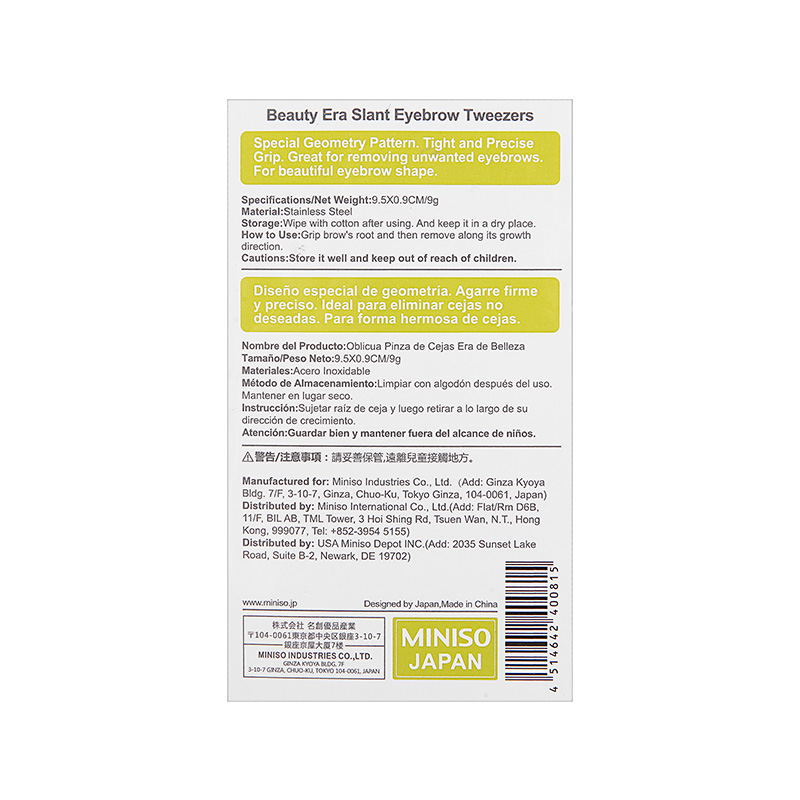 Beauty Era Slant Eyebrow Tweezers
Special Geometry Pattern. Tight and Precise
Grip. Great for removing unwanted eyebrows.
For beautiful eyebrow shape.
Specifications/Net Weight:9.5X0.9CM/9g
Material:Stainless Steel
Storage:Wipe with cotton after using. And keep it in a dry place.
How to Use:Grip brow's root and then remove along its growth
direction.
Cautions:Store it well and keep out of reach of children.
Diseño especial de geometría. Agarre firme
y preciso. Ideal para eliminar cejas no
deseadas. Para forma hermosa de cejas.
Nombre del Producto:Oblicua Pinza de Cejas Era de Belleza
Tamaño/Peso Neto:9.5X0.9CM/9g
Materiales:Acero Inoxidable
Método de Almacenamiento:Limpiar con algodón después del uso.
Mantener en lugar seco.
Instrucción:Sujetar raíz de ceja y luego retirar a lo largo de su
dirección de crecimiento.
Atención:Guardar bien y mantener fuera del alcance de niños.
⚠警告/注意事項：請妥善保管,遠離兒童接觸地方。
Manufactured for: Miniso Industries Co., Ltd. (Add: Ginza Kyoya
Bldg. 7/F, 3-10-7, Ginza, Chuo-Ku, Tokyo Ginza, 104-0061, Japan)
Distributed by: Miniso International Co., Ltd.(Add: Flat/Rm D6B,
11/F, BIL AB, TML Tower, 3 Hoi Shing Rd, Tsuen Wan, N.T., Hong
Kong, 999077, Tel: +852-3954 5155)
Distributed by: USA Miniso Depot INC.(Add: 2035 Sunset Lake
Road, Suite B-2, Newark, DE 19702)
www.miniso.jp
Designed by Japan,Made in China
株式会社 名創優品産業
〒104-0061東京都中央区銀座3-10-7
銀座京屋大厦7楼
MINISO INDUSTRIES CO.,LTD.
GINZA KYOYA BLDG. 7F
3-10-7 GINZA, CHUO-KU, TOKYO 104-0061, JAPAN
MINISO
JAPAN
4 514642 400815